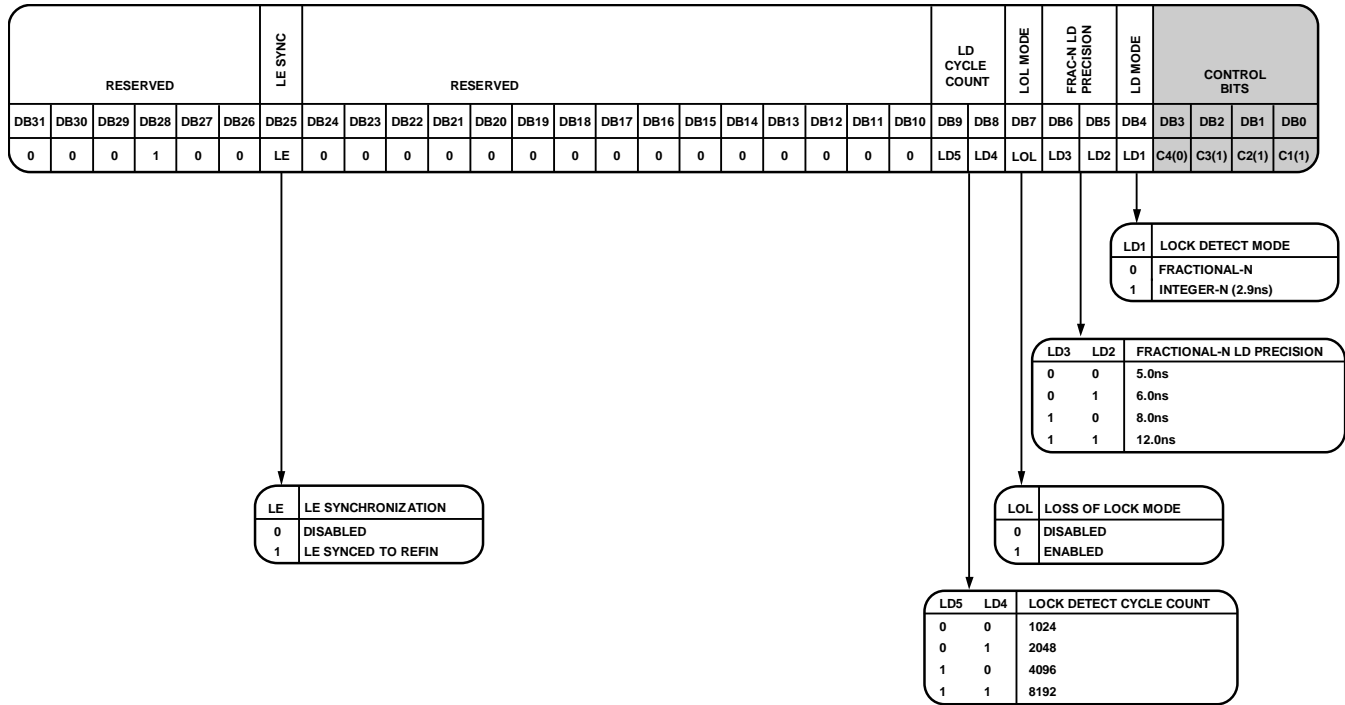 RESERVED
LE SYNC
RESERVED
LD
CYCLE
COUNT
LOL MODE
FRAC-N LD
PRECISION
LD MODE
CONTROL
BITS
DB31 DB30 DB29 DB28 DB27 DB26 DB25 DB24 DB23 DB22 DB21 DB20 DB19 DB18 DB17 DB16 DB15 DB14 DB13 DB12 DB11 DB10 DB9 DB8 DB7 DB6 DB5 DB4 DB3 DB2 DB1 DB0
0 0 0 1 0 0 LE 0 0 0 0 0 0 0 0 0 0 0 0 0 0 0 LD5 LD4 LOL LD3 LD2 LD1 C4(0) C3(1) C2(1) C1(1)
LD1 LOCK DETECT MODE
0 FRACTIONAL-N
1 INTEGER-N (2.9ns)
LD3 LD2 FRACTIONAL-N LD PRECISION
0 0 5.0ns
0 1 6.0ns
1 0 8.0ns
1 1 12.0ns
LE LE SYNCHRONIZATION
0 DISABLED
1 LE SYNCED TO REFIN
LOL LOSS OF LOCK MODE
0 DISABLED
1 ENABLED
LD5 LD4 LOCK DETECT CYCLE COUNT
0 0 1024
0 1 2048
1 0 4096
1 1 8192